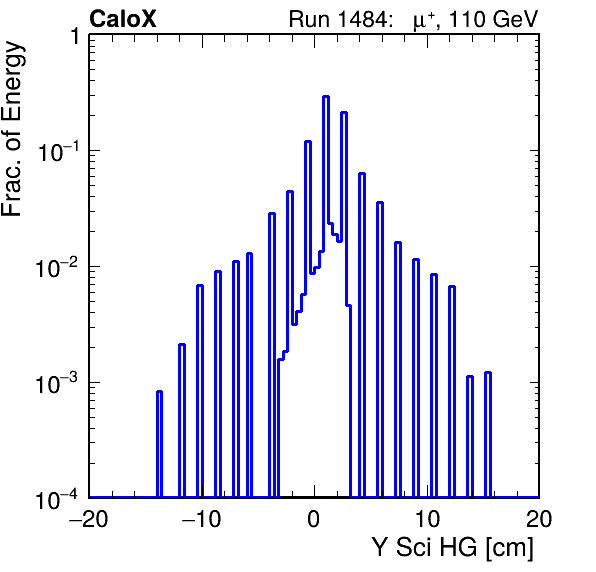 CaloX Run 1484: μ⁺, 110 GeV
Frac. of Energy
1
10⁻¹
10⁻²
10⁻³
10⁻⁴
−20 −10 0 10 20
Y Sci HG [cm]